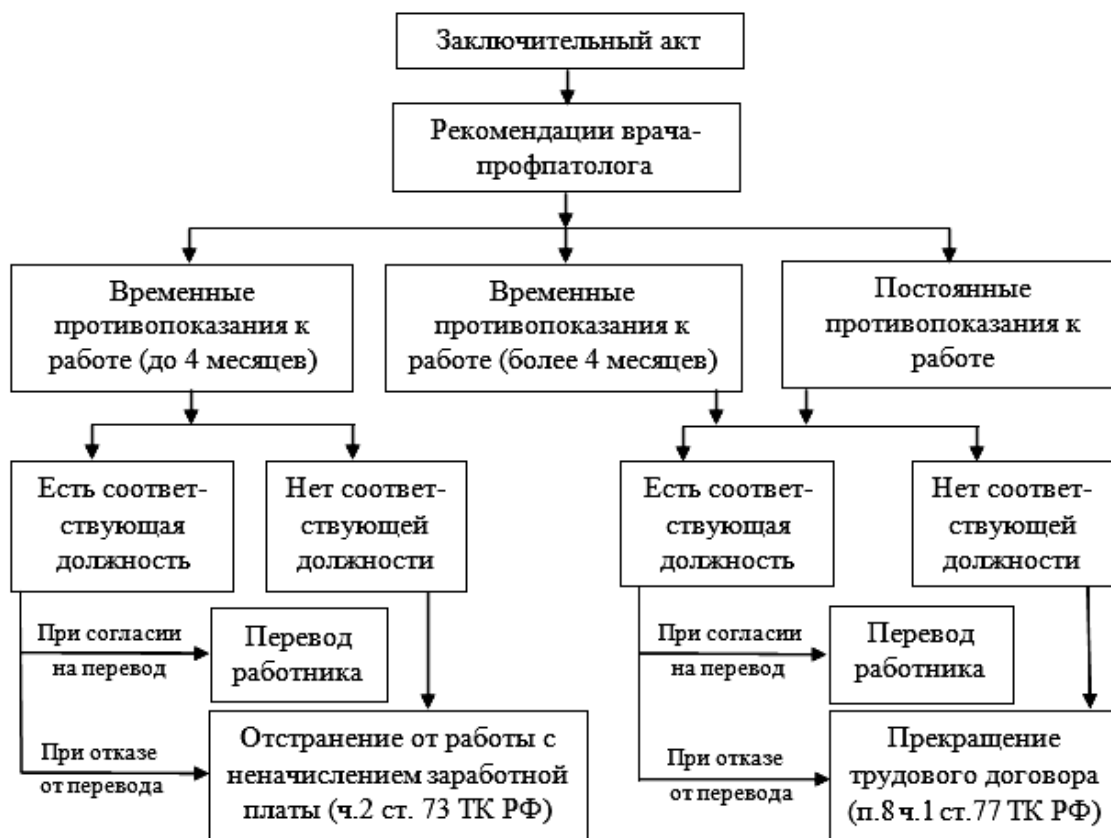 Заключительный акт
Рекомендации врача-
профпатолога
Временные
противопоказания к
работе (до 4 месяцев)
Временные
противопоказания к
работе (более 4 месяцев)
Постоянные
противопоказания к
работе
Есть соответ-
ствующая
должность
Нет соответ-
ствующей
должности
Есть соответ-
ствующая
должность
Нет соответ-
ствующей
должности
При согласии
на перевод
Перевод
работника
При согласии
на перевод
Перевод
работника
При отказе
от перевода
Отстранение от работы с
неначислением заработной
платы (ч.2 ст. 73 ТК РФ)
При отказе
от перевода
Прекращение
трудового договора
(п.8 ч.1 ст.77 ТК РФ)